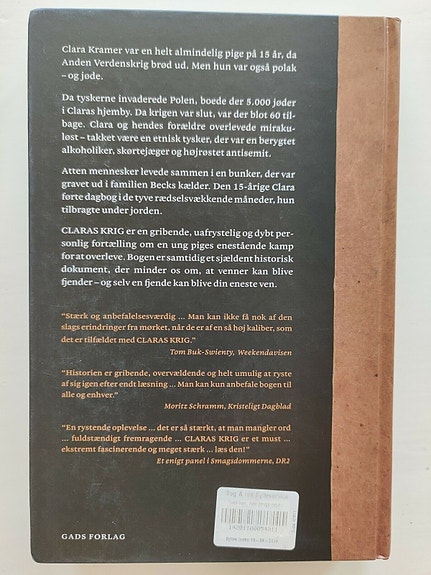 Clara Kramer var en helt almindelig pige på 15 år, da
Anden Verdenskrig brød ud. Men hun var også polak
– og jøde.
Da tyskerne invaderede Polen, boede der 5.000 jøder
i Claras hjemby. Da krigen var slut, var der blot 60 til-
bage. Clara og hendes forældre overlevede miraku-
løst – takket være en etnisk tysker, der var en berygtet
alkoholiker, skørtejæger og højrøstet antisemit.
Atten mennesker levede sammen i en bunker, der var
gravet ud i familien Becks kælder. Den 15-årige Clara
førte dagbog i de tyve rædselsvækkende måneder, hun
tilbragte under jorden.
CLARAS KRIG er en gribende, uafrystelig og dybt per-
sonlig fortælling om en ung piges enestående kamp
for at overleve. Bogen er samtidig et sjældent historisk
dokument, der minder os om, at venner kan blive
fjender – og selv en fjende kan blive din eneste ven.
“Stærk og anbefalelsesværdig ... Man kan ikke få nok af den
slags erindringer fra mørket, når de er af en så høj kaliber, som
det er tilfældet med CLARAS KRIG.”
Tom Buk-Swienty, Weekendavisen
“Historien er gribende, overvældende og helt umulig at ryste
af sig igen efter endt læsning ... Man kan kun anbefale bogen til
alle og enhver.”
Moritz Schramm, Kristeligt Dagblad
“En rystende oplevelse ... det er så stærkt, at man mangler ord
... fuldstændigt fremragende ... CLARAS KRIG er et must ...
ekstremt fascinerende og meget stærk ... læs den!”
Et enigt panel i Smagsdommerne, DR2
GADS FORLAG